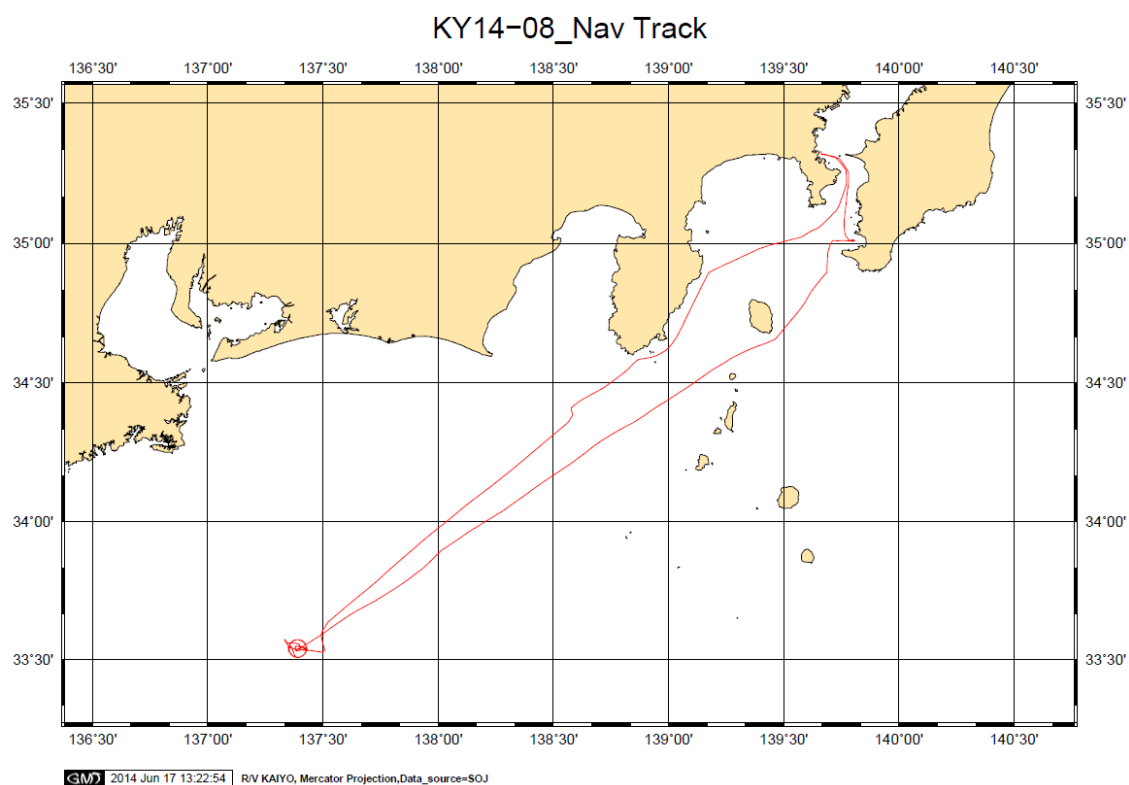 KY14−08_Nav Track
136˚30' 137˚00' 137˚30' 138˚00' 138˚30' 139˚00' 139˚30' 140˚00' 140˚30'
35˚30' 35˚30'
35˚00' 35˚00'
34˚30' 34˚30'
34˚00' 34˚00'
33˚30' 33˚30'
136˚30' 137˚00' 137˚30' 138˚00' 138˚30' 139˚00' 139˚30' 140˚00' 140˚30'
GMT 2014 Jun 17 13:22:54 R/V KAIYO, Mercator Projection,Data_source=SOJ